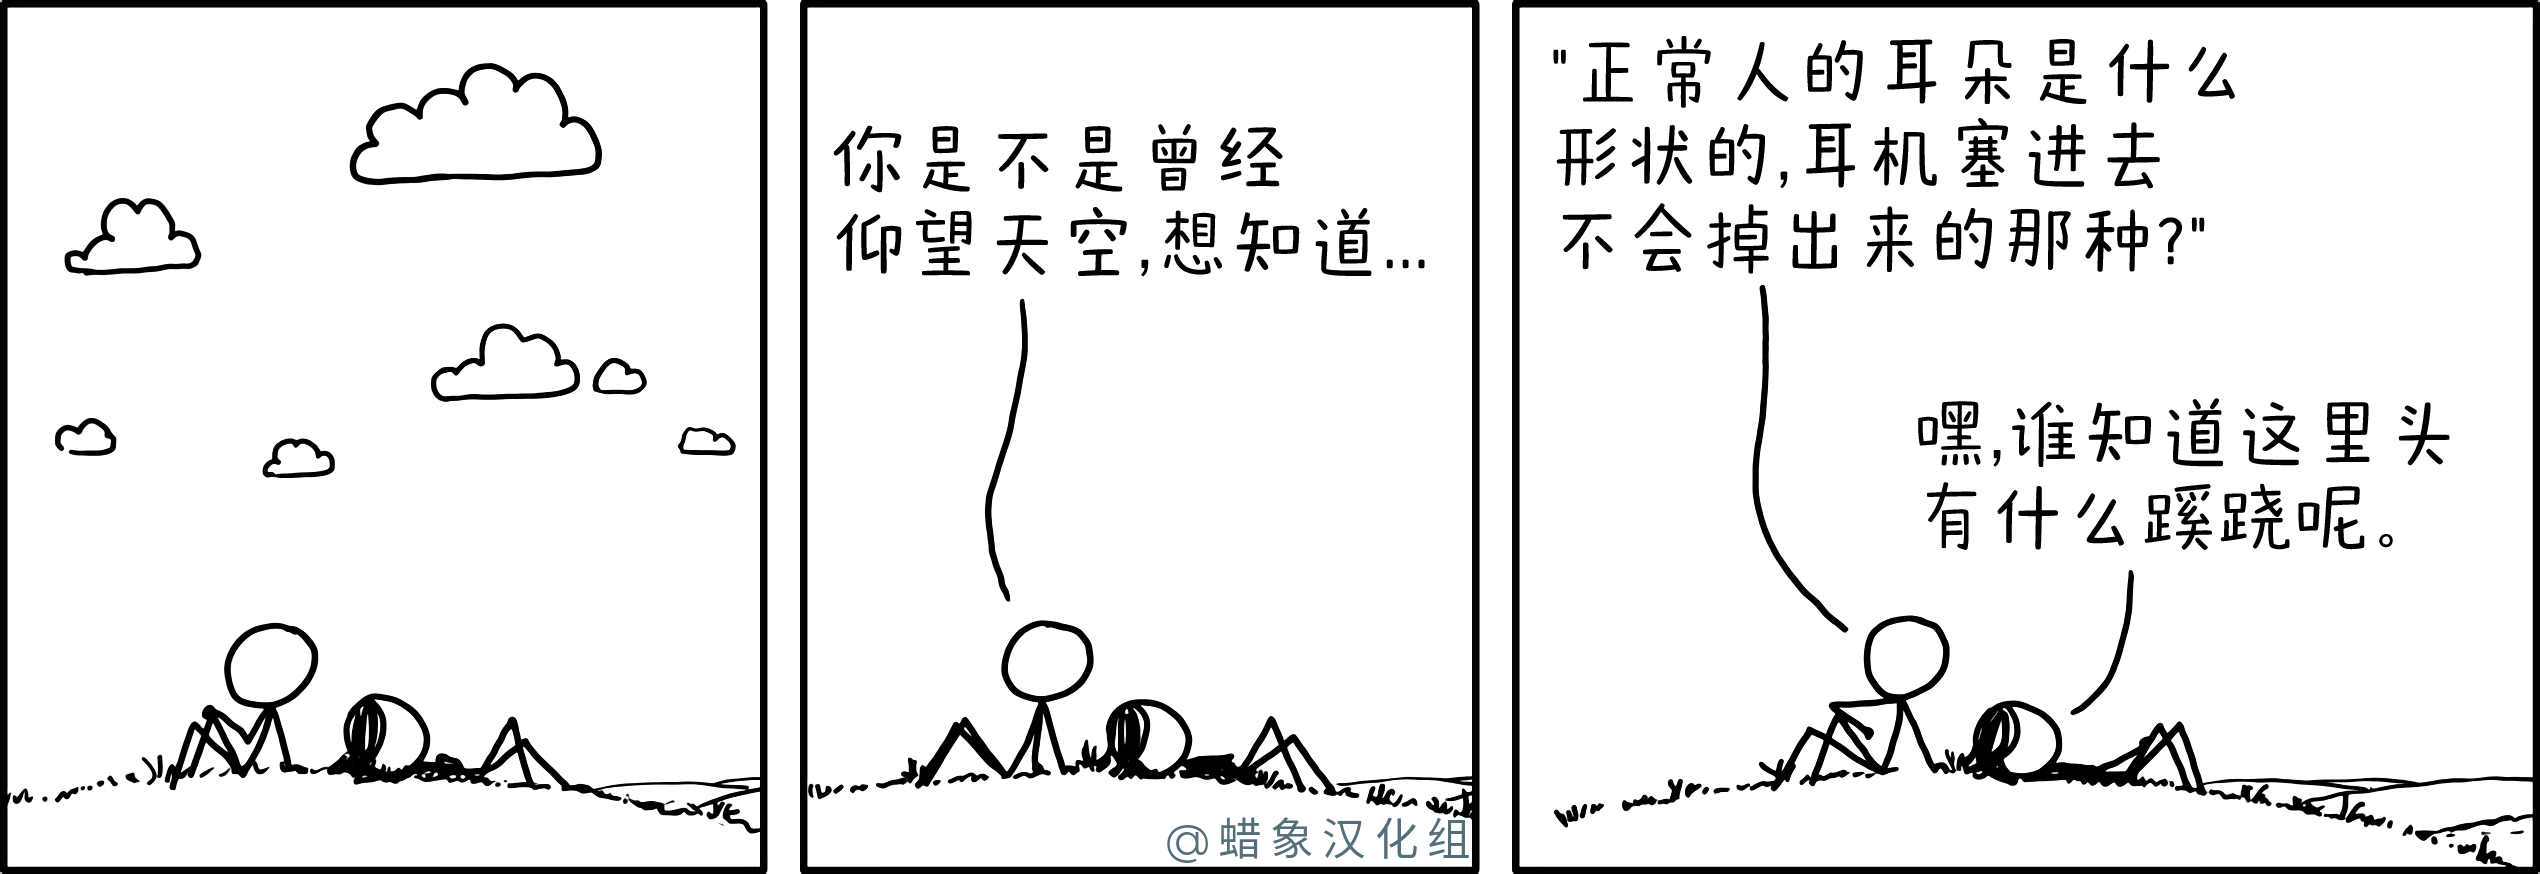 你是不是曾经
仰望天空,想知道...
"正常人的耳朵是什么
形状的,耳机塞进去
不会掉出来的那种?"
嘿,谁知道这里头
有什么蹊跷呢。
@蜡象汉化组